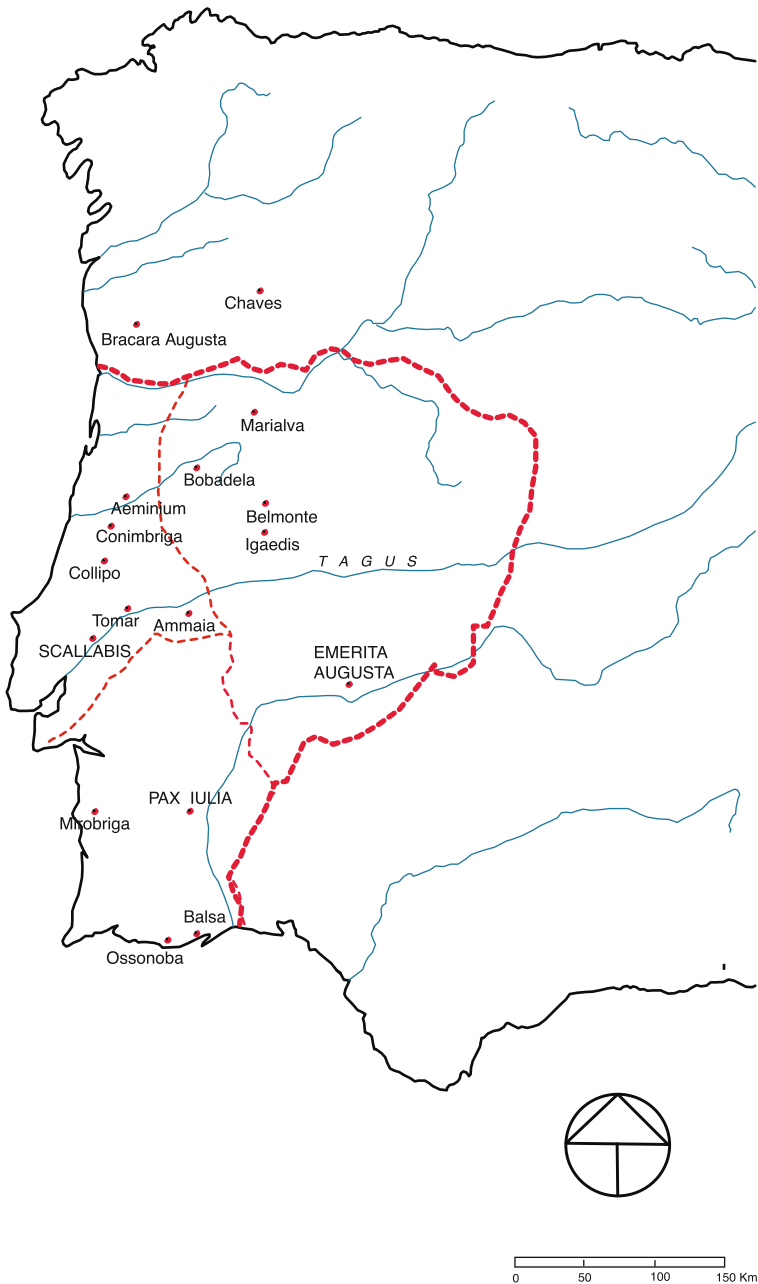 Chaves
Bracara Augusta
Marialva
Bobadela
Aeminium
Belmonte
Conimbriga
Igaedis
TAGUS
Collipo
Tomar
Ammaia
SCALLABIS
EMERITA
AUGUSTA
PAX IULIA
Mirobriga
Balsa
Ossonoba
0 50 100 150 Km